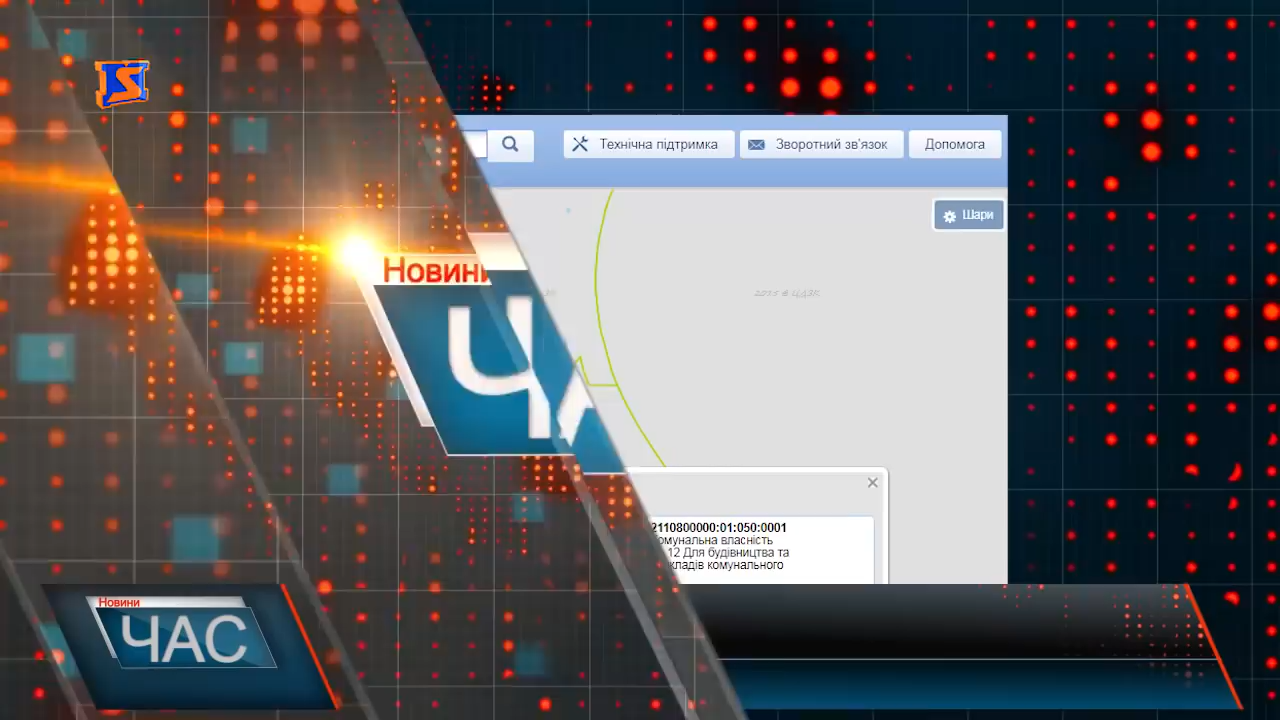 Технічна підтримка
Зворотний зв'язок
Допомога
Шари
Новини
ЧА
2110800000:01:050:0001
омунальна власність
12 Для будівництва та
кладів комунального
Новини
ЧАС